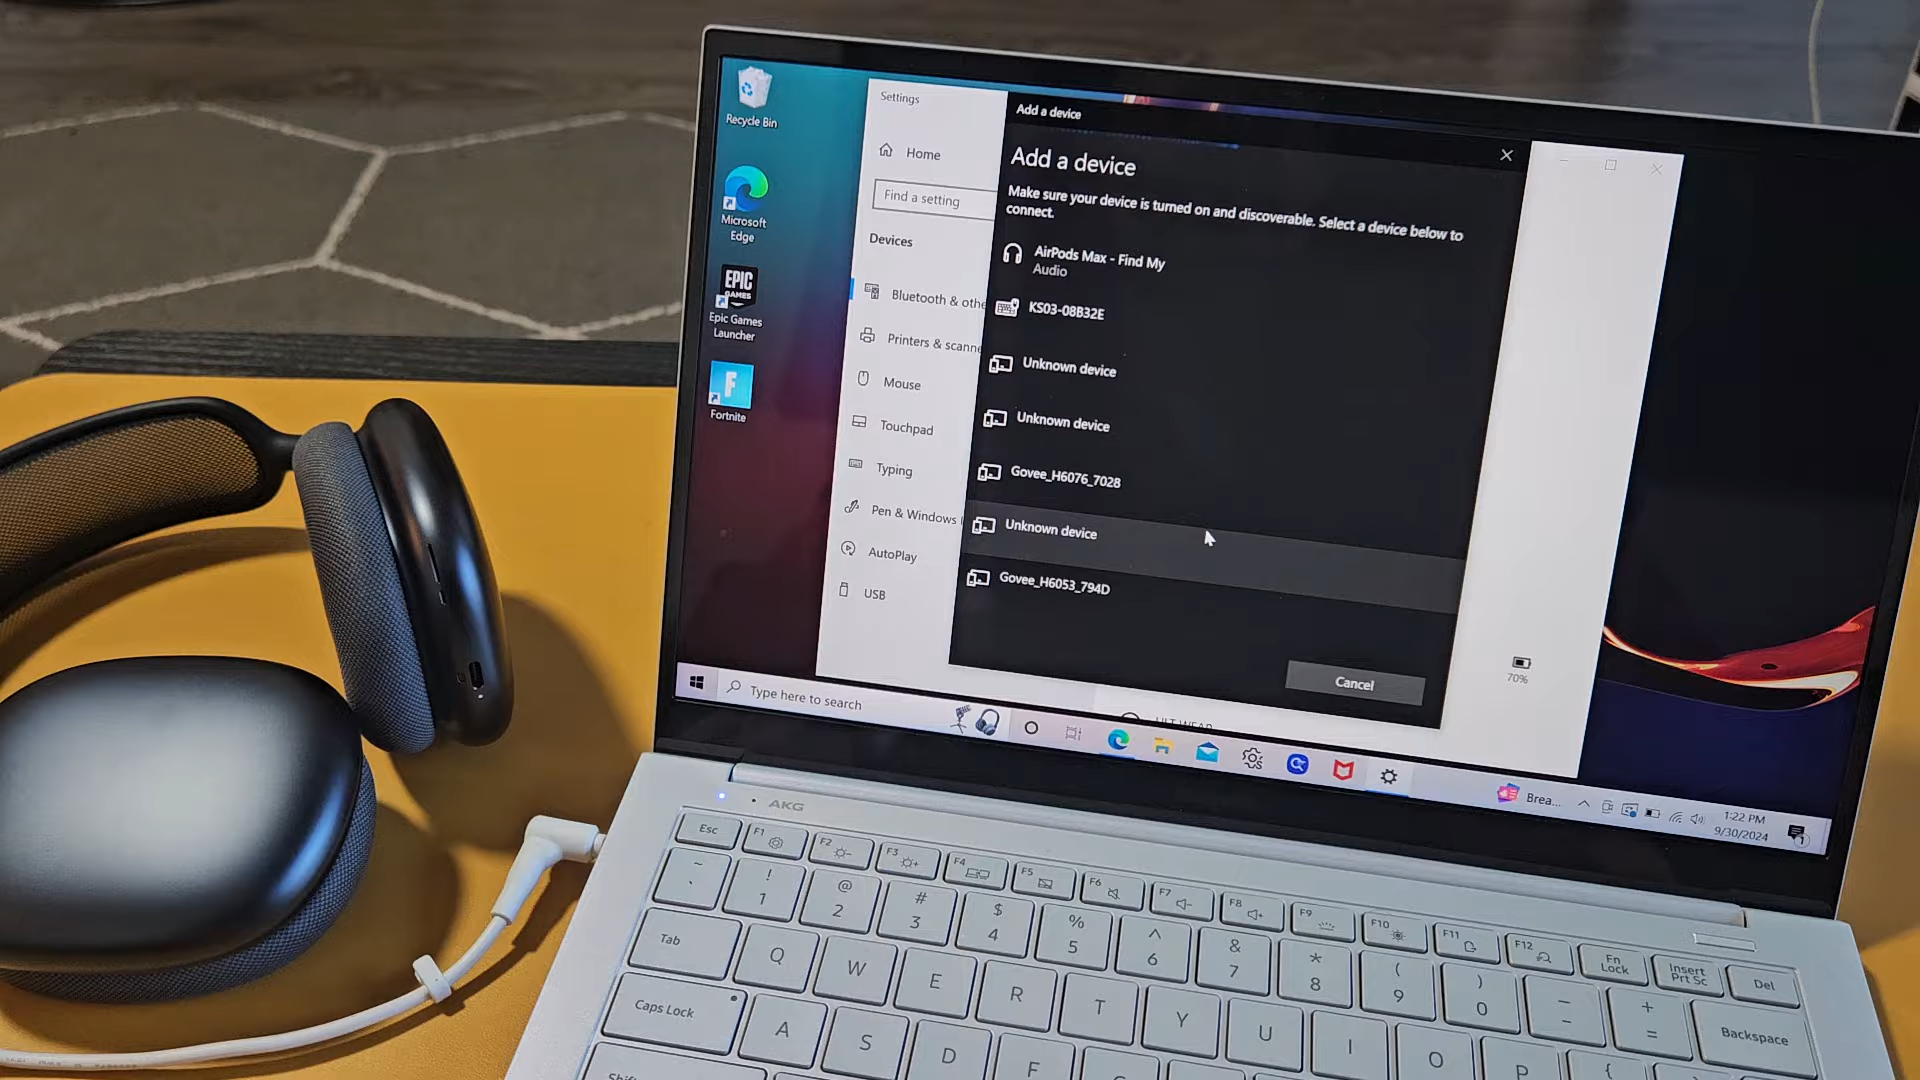 Recycle Bin
Microsoft
Edge
EPIC
GAMES
Epic Games
Launcher
F
Fortnite
Settings
Home
Find a setting
Devices
Bluetooth & othe
Printers & scanne
Mouse
Touchpad
Typing
Pen & Windows I
AutoPlay
USB
Add a device
Add a device
Make sure your device is turned on and discoverable. Select a device below to
connect.
AirPods Max - Find My
Audio
KS03-08B32E
Unknown device
Unknown device
Govee_H6076_7028
Unknown device
Govee_H6053_794D
Cancel
70%
Type here to search
Brea...
1:22 PM
9/30/2024
AKG
Esc F1 F2 F3 F4 F5 F6 F7 F8 F9 F10 F11 F12 Fn Lock Insert Prt Sc Del
~ ` ! 1 @ 2 # 3 $ 4 % 5 ^ 6 & 7 * 8 ( 9 ) 0 _ - + = Backspace
Tab Q W E R T Y U I O P {
Caps Lock A S D F